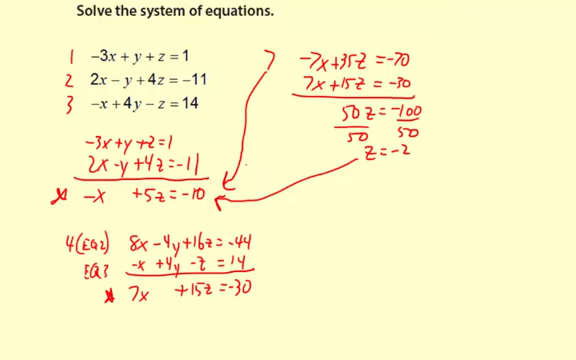 Solve the system of equations.
1 −3x + y + z = 1
2 2x − y + 4z = −11
3 −x + 4y − z = 14
-3x+y+z=1
2x-y+4z=-11
* -x +5z=-10
4(EQ2) 8x-4y+16z=-44
EQ3 -x+4y-z=14
* 7x +15z=-30
7 -7x+35z=-70
7x+15z=-30
50z=-100
50 50
z=-2